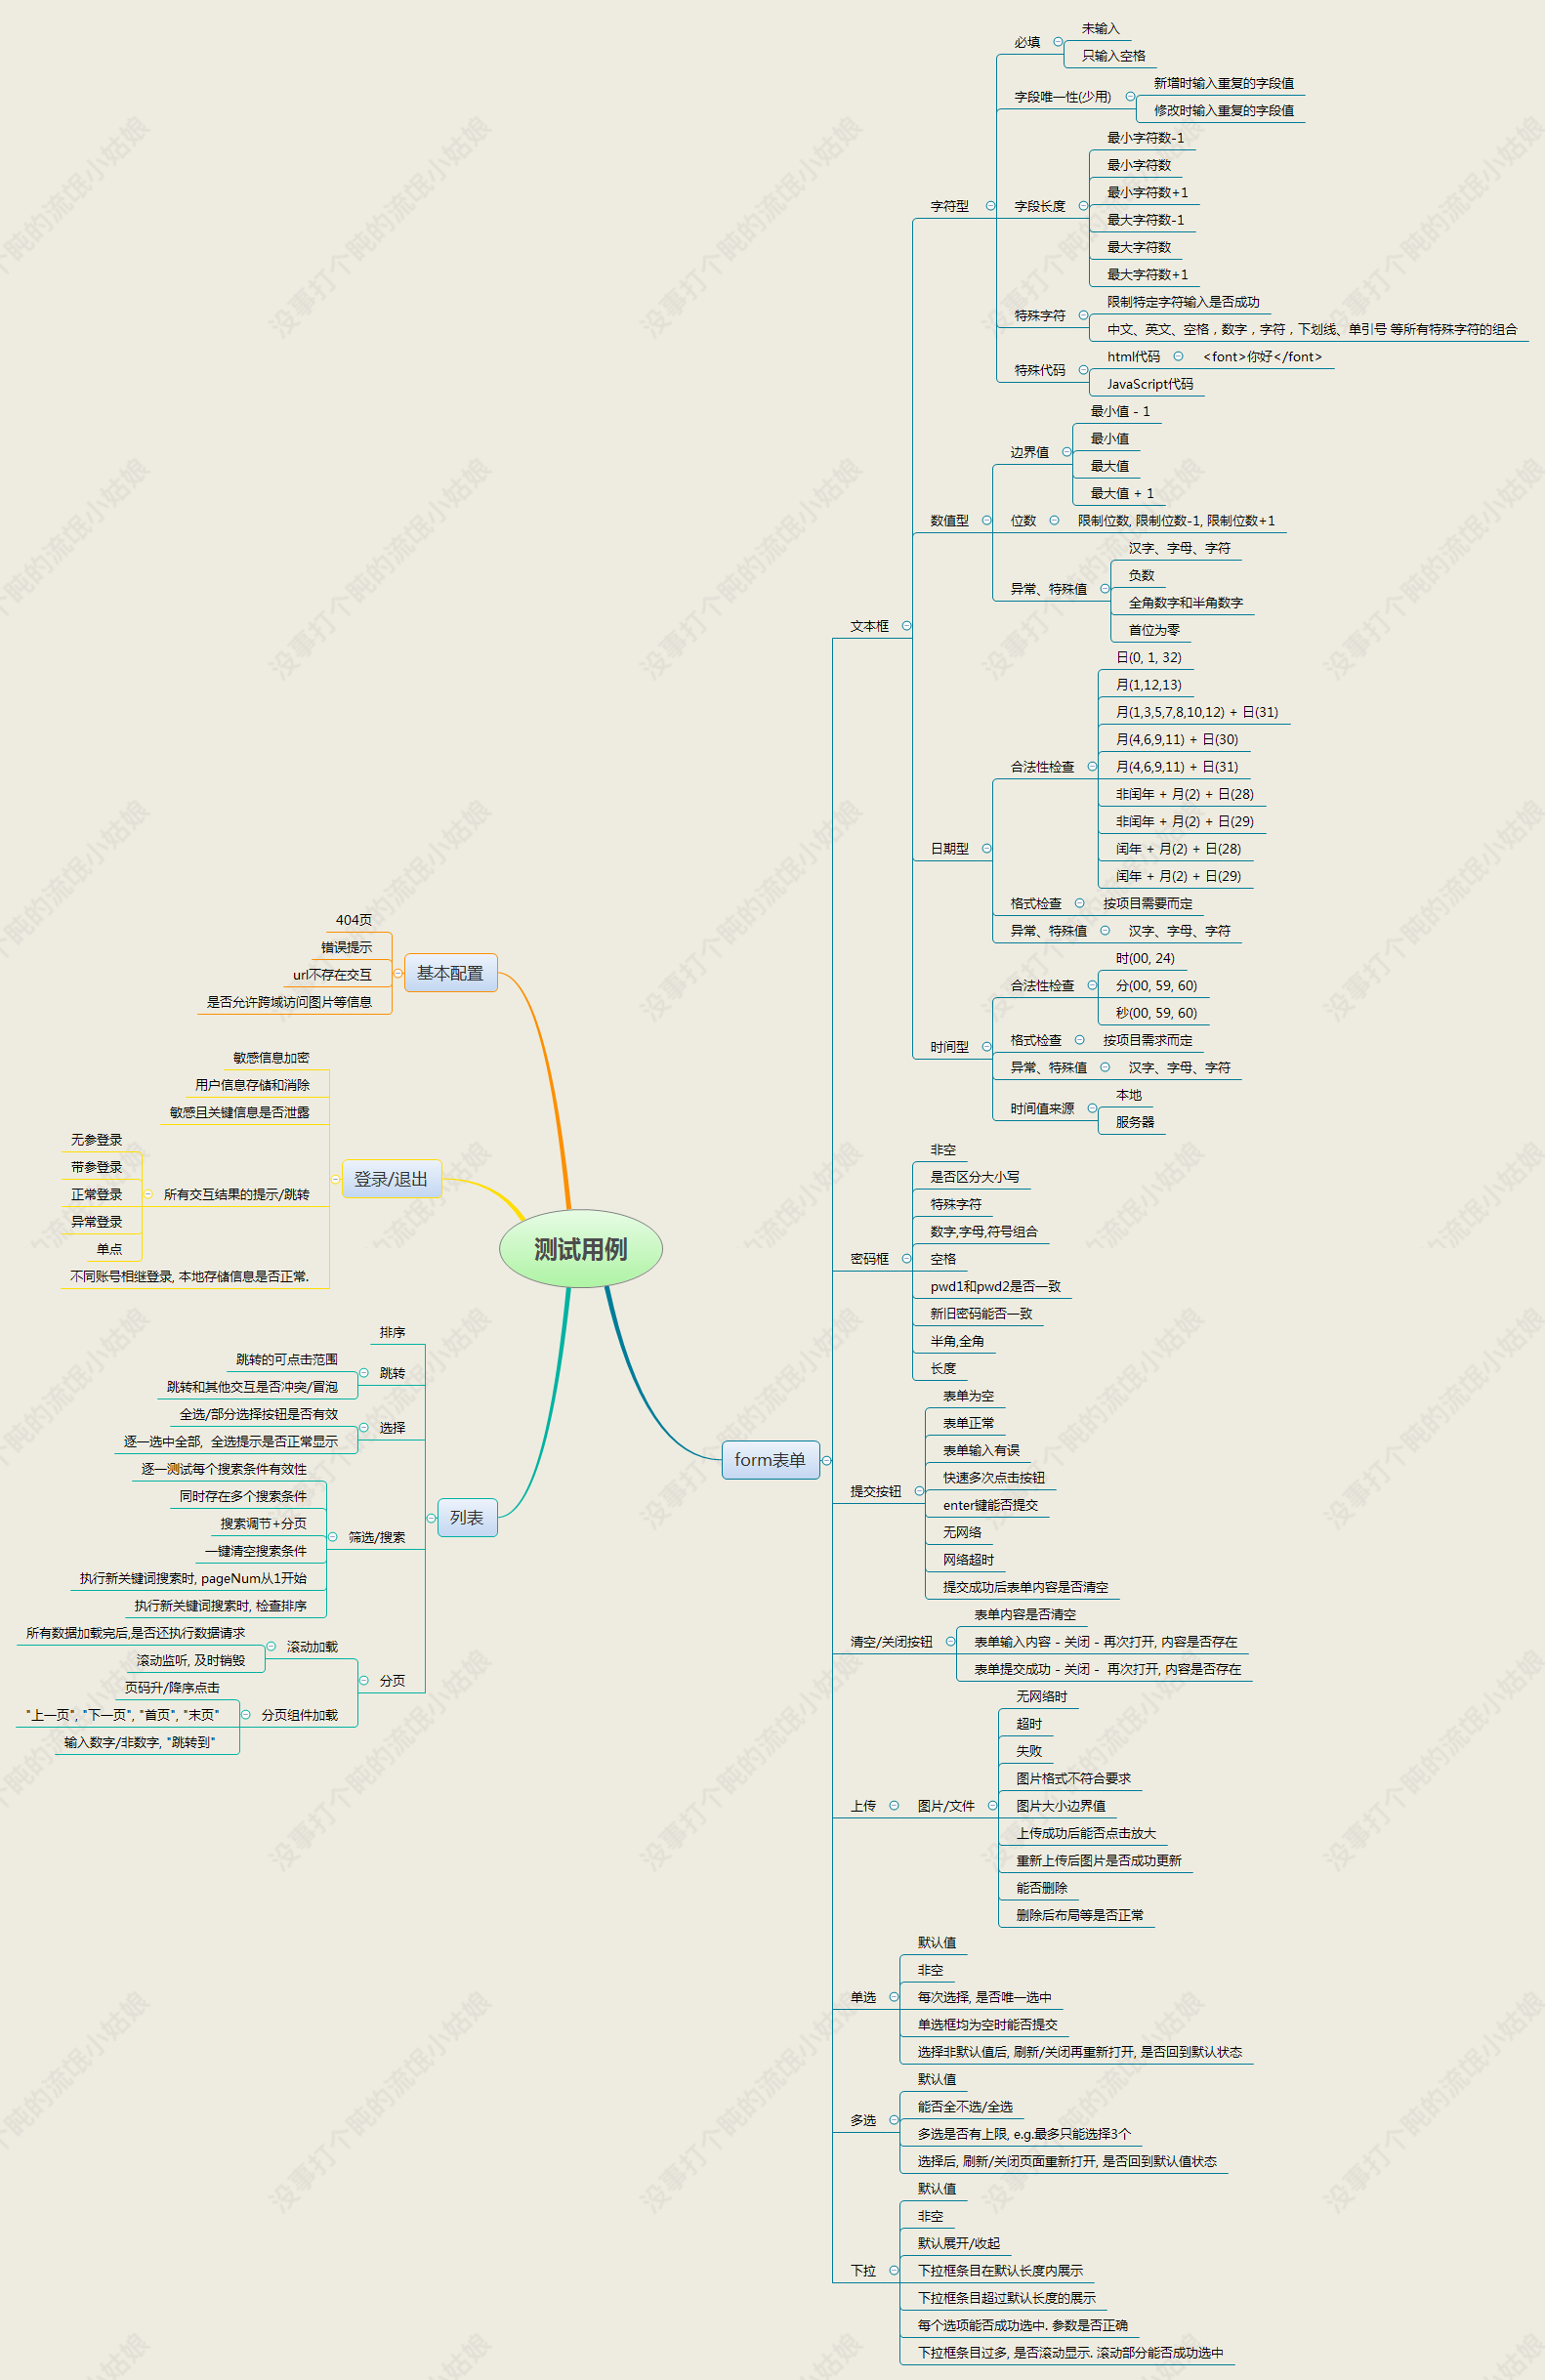 测试用例
基本配置
404页
错误提示
url不存在交互
是否允许跨域访问图片等信息
登录/退出
敏感信息加密
用户信息存储和消除
敏感且关键信息是否泄露
所有交互结果的提示/跳转
无参登录
带参登录
正常登录
异常登录
单点
不同账号相继登录, 本地存储信息是否正常.
列表
排序
跳转
跳转的可点击范围
跳转和其他交互是否冲突/冒泡
选择
全选/部分选择按钮是否有效
逐一选中全部, 全选提示是否正常显示
筛选/搜索
逐一测试每个搜索条件有效性
同时存在多个搜索条件
搜索调节+分页
一键清空搜索条件
执行新关键词搜索时, pageNum从1开始
执行新关键词搜索时, 检查排序
分页
滚动加载
所有数据加载完后,是否还执行数据请求
滚动监听, 及时销毁
分页组件加载
页码升/降序点击
"上一页", "下一页", "首页", "末页"
输入数字/非数字, "跳转到"
form表单
文本框
字符型
必填
未输入
只输入空格
字段唯一性(少用)
新增时输入重复的字段值
修改时输入重复的字段值
字段长度
最小字符数-1
最小字符数
最小字符数+1
最大字符数-1
最大字符数
最大字符数+1
特殊字符
限制特定字符输入是否成功
中文、英文、空格，数字，字符，下划线、单引号 等所有特殊字符的组合
特殊代码
html代码
<font>你好</font>
JavaScript代码
数值型
边界值
最小值 - 1
最小值
最大值
最大值 + 1
位数
限制位数, 限制位数-1, 限制位数+1
异常、特殊值
汉字、字母、字符
负数
全角数字和半角数字
首位为零
日期型
合法性检查
日(0, 1, 32)
月(1,12,13)
月(1,3,5,7,8,10,12) + 日(31)
月(4,6,9,11) + 日(30)
月(4,6,9,11) + 日(31)
非闰年 + 月(2) + 日(28)
非闰年 + 月(2) + 日(29)
闰年 + 月(2) + 日(28)
闰年 + 月(2) + 日(29)
格式检查
按项目需要而定
异常、特殊值
汉字、字母、字符
时间型
合法性检查
时(00, 24)
分(00, 59, 60)
秒(00, 59, 60)
格式检查
按项目需求而定
异常、特殊值
汉字、字母、字符
时间值来源
本地
服务器
密码框
非空
是否区分大小写
特殊字符
数字,字母,符号组合
空格
pwd1和pwd2是否一致
新旧密码能否一致
半角,全角
长度
提交按钮
表单为空
表单正常
表单输入有误
快速多次点击按钮
enter键能否提交
无网络
网络超时
提交成功后表单内容是否清空
清空/关闭按钮
表单内容是否清空
表单输入内容 - 关闭 - 再次打开, 内容是否存在
表单提交成功 - 关闭 - 再次打开, 内容是否存在
上传
图片/文件
无网络时
超时
失败
图片格式不符合要求
图片大小边界值
上传成功后能否点击放大
重新上传后图片是否成功更新
能否删除
删除后布局等是否正常
单选
默认值
非空
每次选择, 是否唯一选中
单选框均为空时能否提交
选择非默认值后, 刷新/关闭再重新打开, 是否回到默认状态
多选
默认值
能否全不选/全选
多选是否有上限, e.g.最多只能选择3个
选择后, 刷新/关闭页面重新打开, 是否回到默认值状态
下拉
默认值
非空
默认展开/收起
下拉框条目在默认长度内展示
下拉框条目超过默认长度的展示
每个选项能否成功选中. 参数是否正确
下拉框条目过多, 是否滚动显示. 滚动部分能否成功选中
没事打个盹的流氓小姑娘